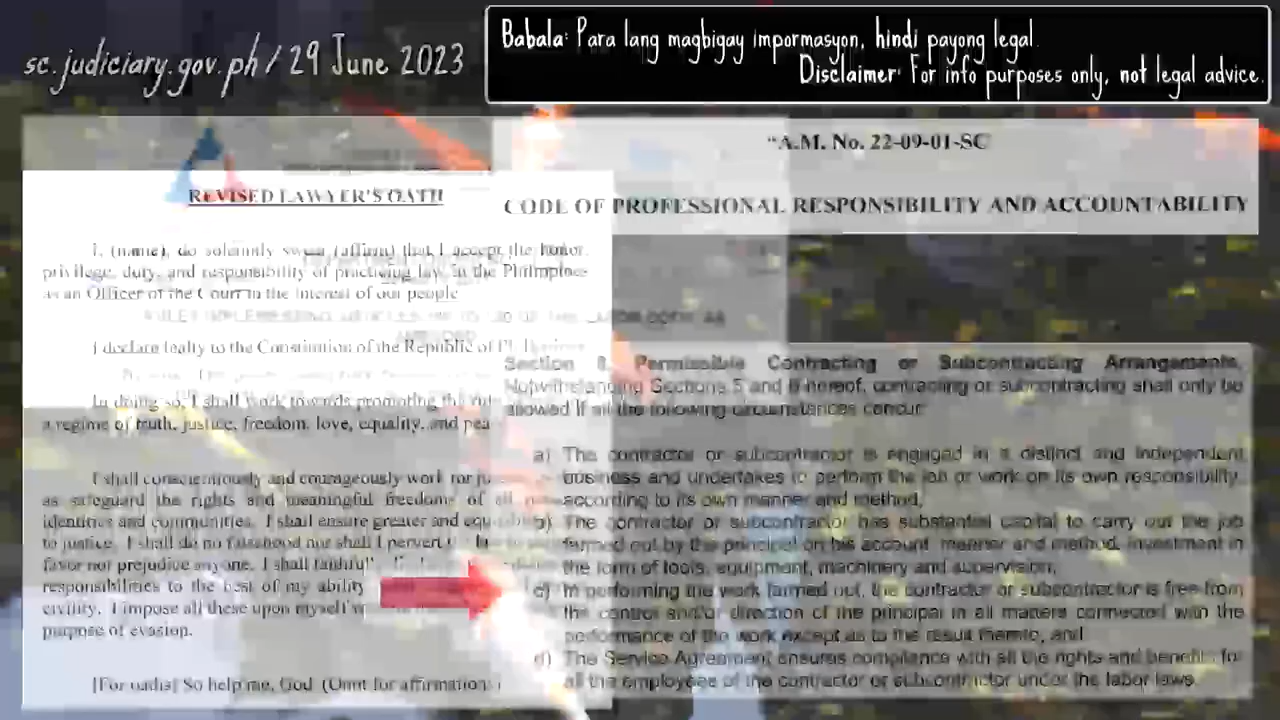 sc.judiciary.gov.ph / 29 June 2023
Babala: Para lang magbigay impormasyon, hindi payong legal.
Disclaimer: For info purposes only, not legal advice.
"A.M. No. 22-09-01-SC
CODE OF PROFESSIONAL RESPONSIBILITY AND ACCOUNTABILITY
REVISED LAWYER'S OATH
I, (name), do solemnly swear (affirm) that I accept the honor,
privilege, duty, and responsibility of practicing law in the Philippines
as an Officer of the Court in the interest of our people.
I declare fealty to the Constitution of the Republic of
In doing so, I shall work towards promoting the rule
a regime of truth, justice, freedom, love, equality, and
I shall conscientiously and courageously work for
as safeguard the rights and meaningful freedoms of all
identities and communities. I shall ensure greater and
to justice. I shall do no falsehood nor shall I pervert
favor nor prejudice anyone. I shall
responsibilities to the best of my ability
civility. I impose all these upon myself
purpose of evasion.
[For oaths] So help me, God. (Omit for affirmations
Section 8. Permissible Contracting or Subcontracting Arrangements.
Notwithstanding Sections 5 and 6 hereof, contracting or subcontracting shall only be
allowed if all the following circumstances concur:
a) The contractor or subcontractor is engaged in a distinct and independent
business and undertakes to perform the job or work on its own responsibility,
according to its own manner and method;
b) The contractor or subcontractor has substantial capital to carry out the job
farmed out by the principal on his account, manner and method, investment in
the form of tools, equipment, machinery and supervision;
c) In performing the work farmed out, the contractor or subcontractor is free from
the control and/or direction of the principal in all matters connected with the
performance of the work except as to the result thereto; and
d) The Service Agreement ensures compliance with all the rights and benefits for
all the employees of the contractor or subcontractor under the labor laws.